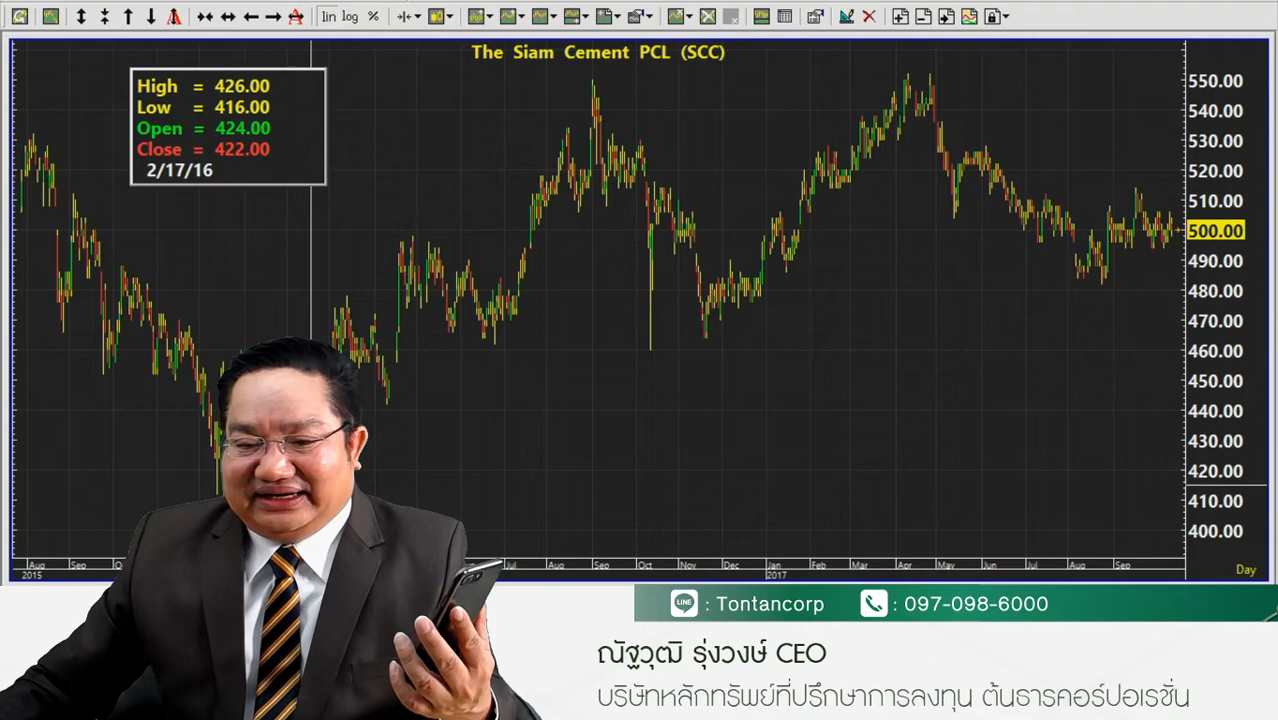 lin log %
The Siam Cement PCL (SCC)
High = 426.00
Low = 416.00
Open = 424.00
Close = 422.00
2/17/16
550.00
540.00
530.00
520.00
510.00
500.00
490.00
480.00
470.00
460.00
450.00
440.00
430.00
420.00
410.00
400.00
Aug Sep Jul Aug Sep Oct Nov Dec Jan Feb Mar Apr May Jun Jul Aug Sep
2015 2017
Day
LINE : Tontancorp : 097-098-6000
ณัฐวุฒิ รุ่งวงษ์ CEO
บริษัทหลักทรัพย์ที่ปรึกษาการลงทุน ต้นธารคอร์ปอเรชั่น